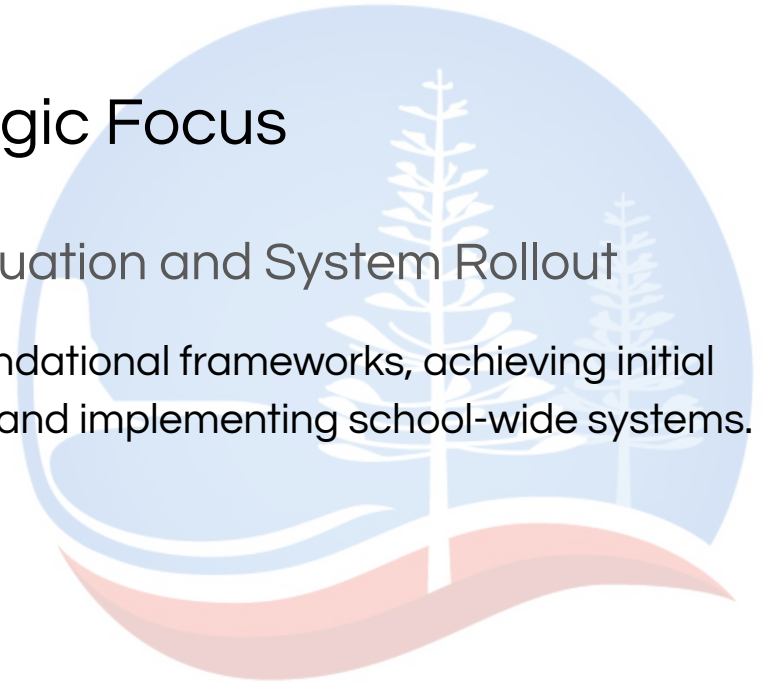 gic Focus
uation and System Rollout
ndational frameworks, achieving initial
and implementing school-wide systems.